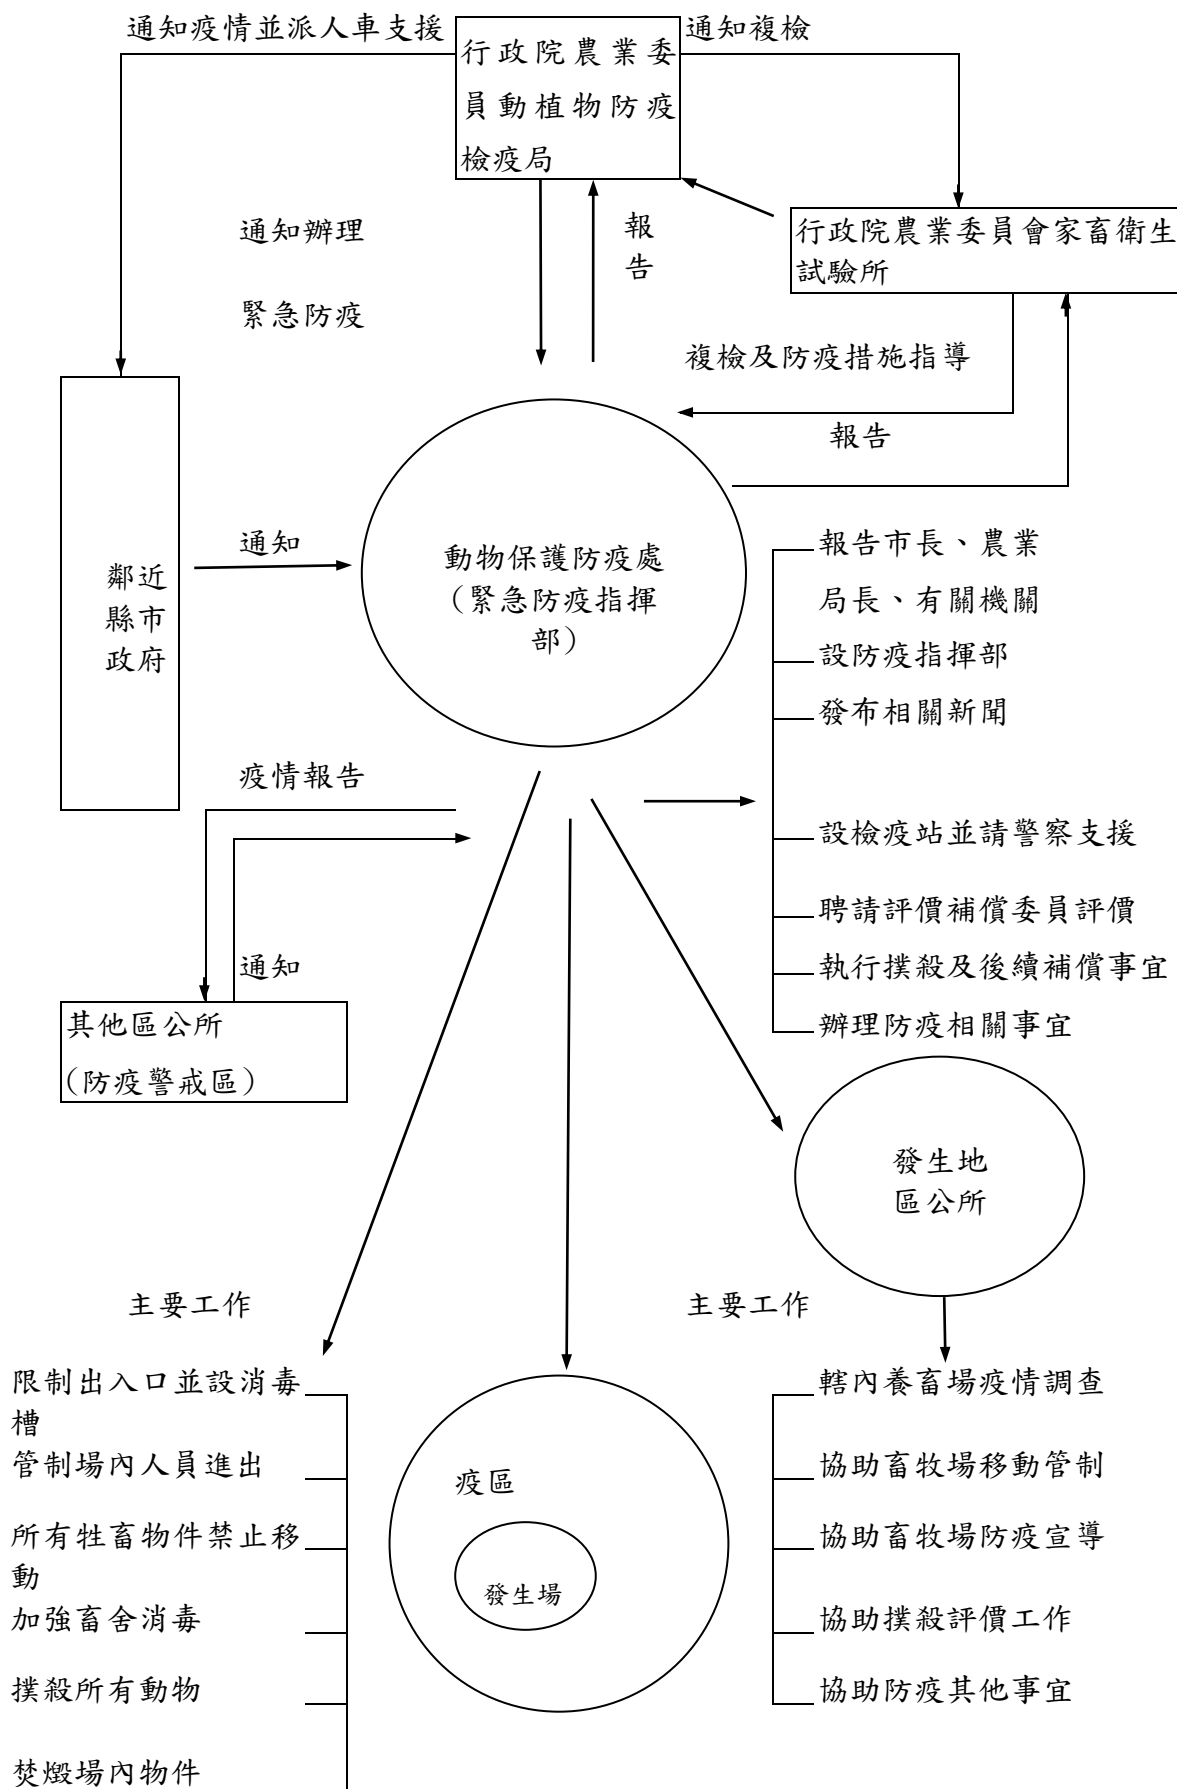 通知疫情並派人車支援
行政院農業委
員動植物防疫
檢疫局
通知複檢
通知辦理
緊急防疫
報
告
行政院農業委員會家畜衛生
試驗所
複檢及防疫措施指導
報告
鄰近
縣市
政府
通知
動物保護防疫處
(緊急防疫指揮
部)
報告市長、農業
局長、有關機關
設防疫指揮部
發布相關新聞
設檢疫站並請警察支援
聘請評價補償委員評價
執行撲殺及後續補償事宜
辦理防疫相關事宜
疫情報告
通知
其他區公所
(防疫警戒區)
發生地
區公所
主要工作
限制出入口並設消毒
槽
管制場內人員進出
所有牲畜物件禁止移
動
加強畜舍消毒
撲殺所有動物
焚燬場內物件
疫區
發生場
主要工作
轄內養畜場疫情調查
協助畜牧場移動管制
協助畜牧場防疫宣導
協助撲殺評價工作
協助防疫其他事宜